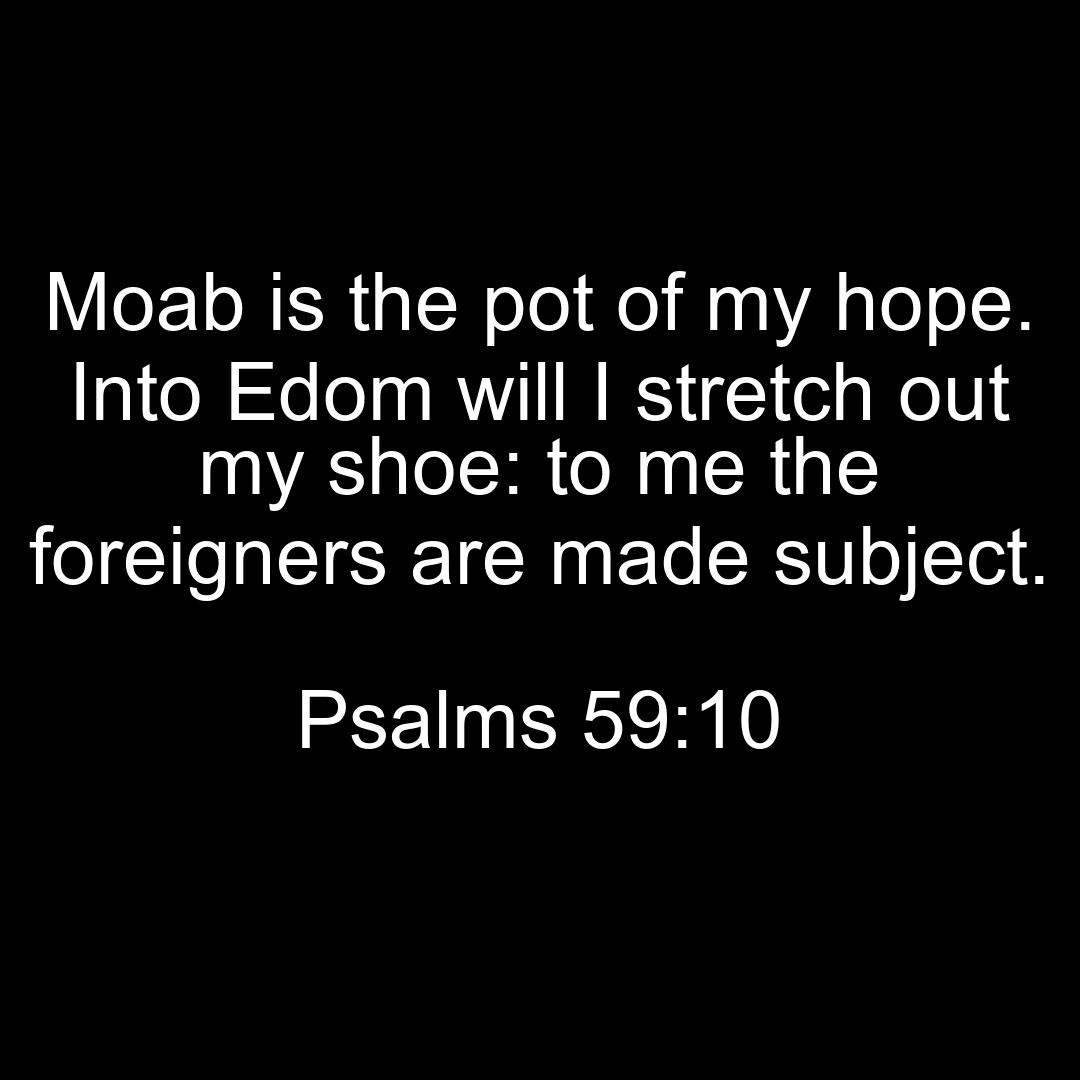 Moab is the pot of my hope.
Into Edom will I stretch out
my shoe: to me the
foreigners are made subject.
Psalms 59:10